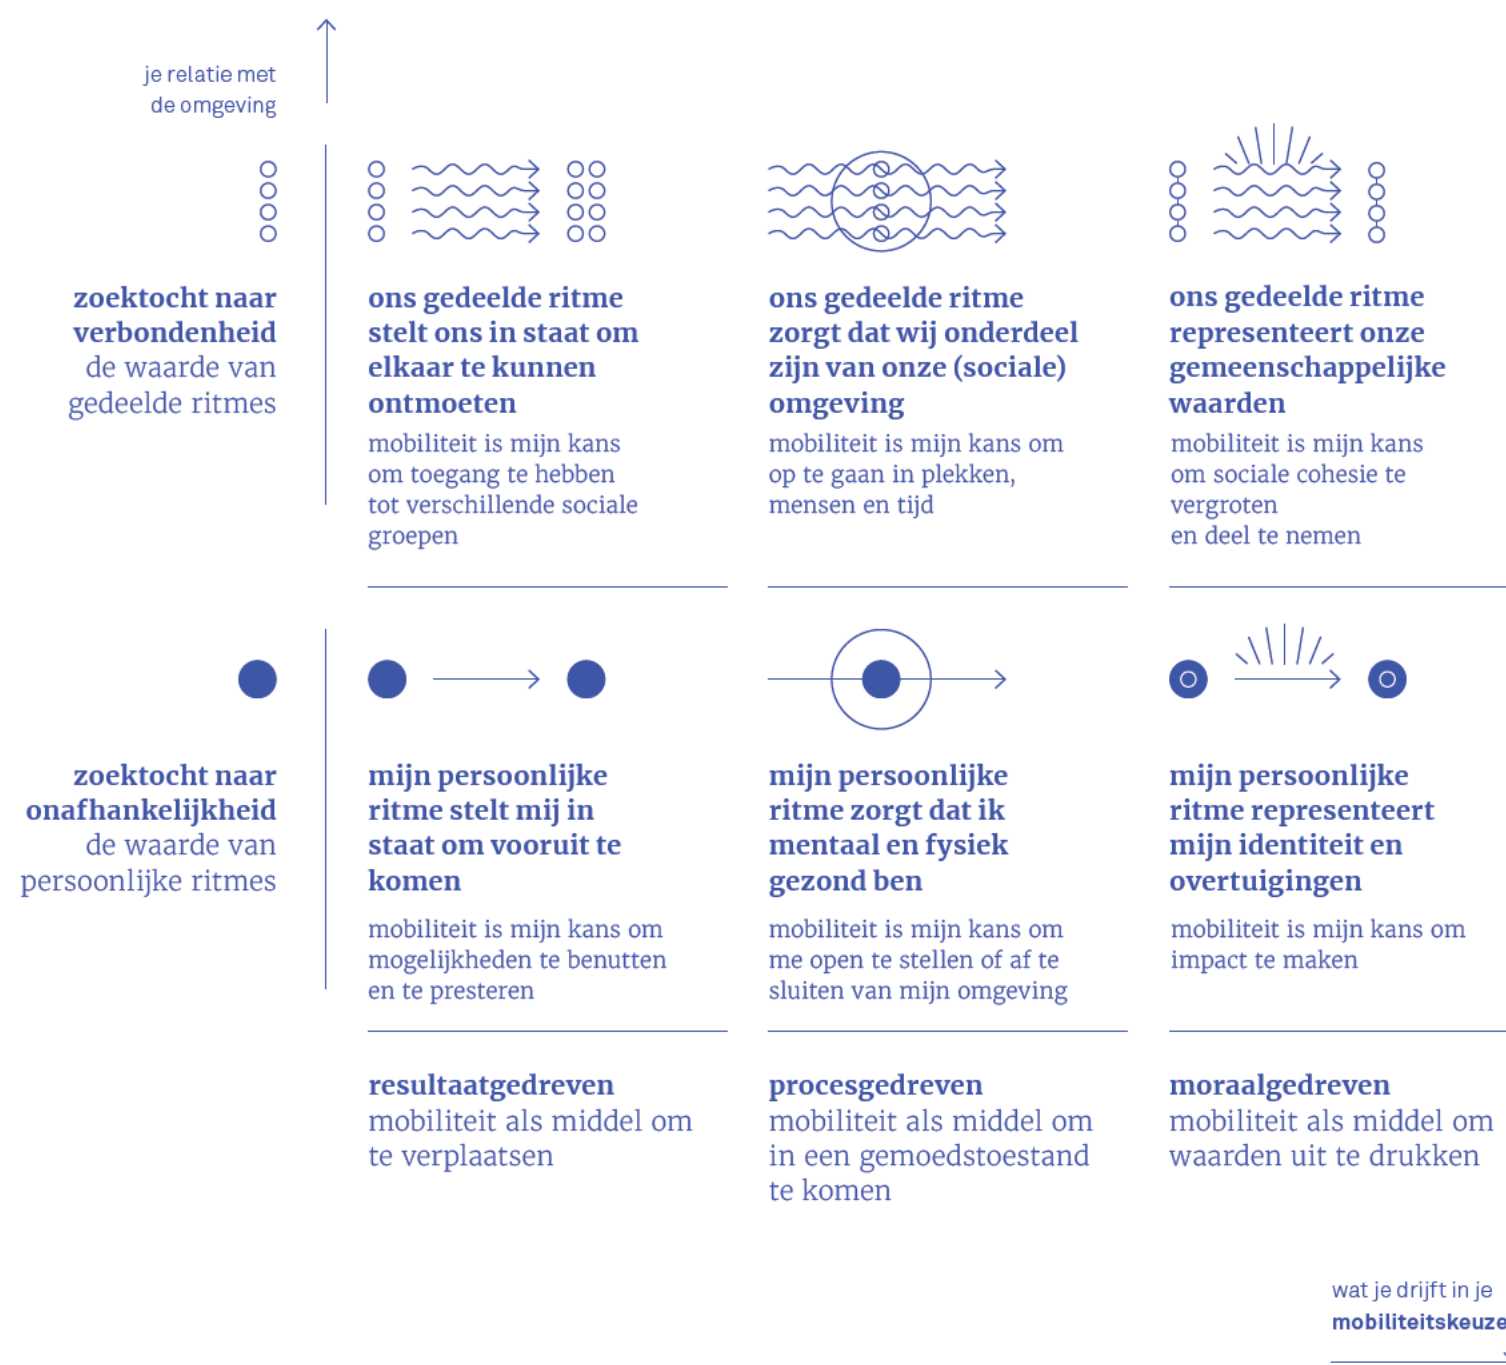 je relatie met
de omgeving
zoektocht naar
verbondenheid
de waarde van
gedeelde ritmes
ons gedeelde ritme
stelt ons in staat om
elkaar te kunnen
ontmoeten
mobiliteit is mijn kans
om toegang te hebben
tot verschillende sociale
groepen
ons gedeelde ritme
zorgt dat wij onderdeel
zijn van onze (sociale)
omgeving
mobiliteit is mijn kans om
op te gaan in plekken,
mensen en tijd
ons gedeelde ritme
representeert onze
gemeenschappelijke
waarden
mobiliteit is mijn kans
om sociale cohesie te
vergroten
en deel te nemen
zoektocht naar
onafhankelijkheid
de waarde van
persoonlijke ritmes
mijn persoonlijke
ritme stelt mij in
staat om vooruit te
komen
mobiliteit is mijn kans om
mogelijkheden te benutten
en te presteren
mijn persoonlijke
ritme zorgt dat ik
mentaal en fysiek
gezond ben
mobiliteit is mijn kans om
me open te stellen of af te
sluiten van mijn omgeving
mijn persoonlijke
ritme representeert
mijn identiteit en
overtuigingen
mobiliteit is mijn kans om
impact te maken
resultaatgedreven
mobiliteit als middel om
te verplaatsen
procesgedreven
mobiliteit als middel om
in een gemoedstoestand
te komen
moraalgedreven
mobiliteit als middel om
waarden uit te drukken
wat je drijft in je
mobiliteitskeuze